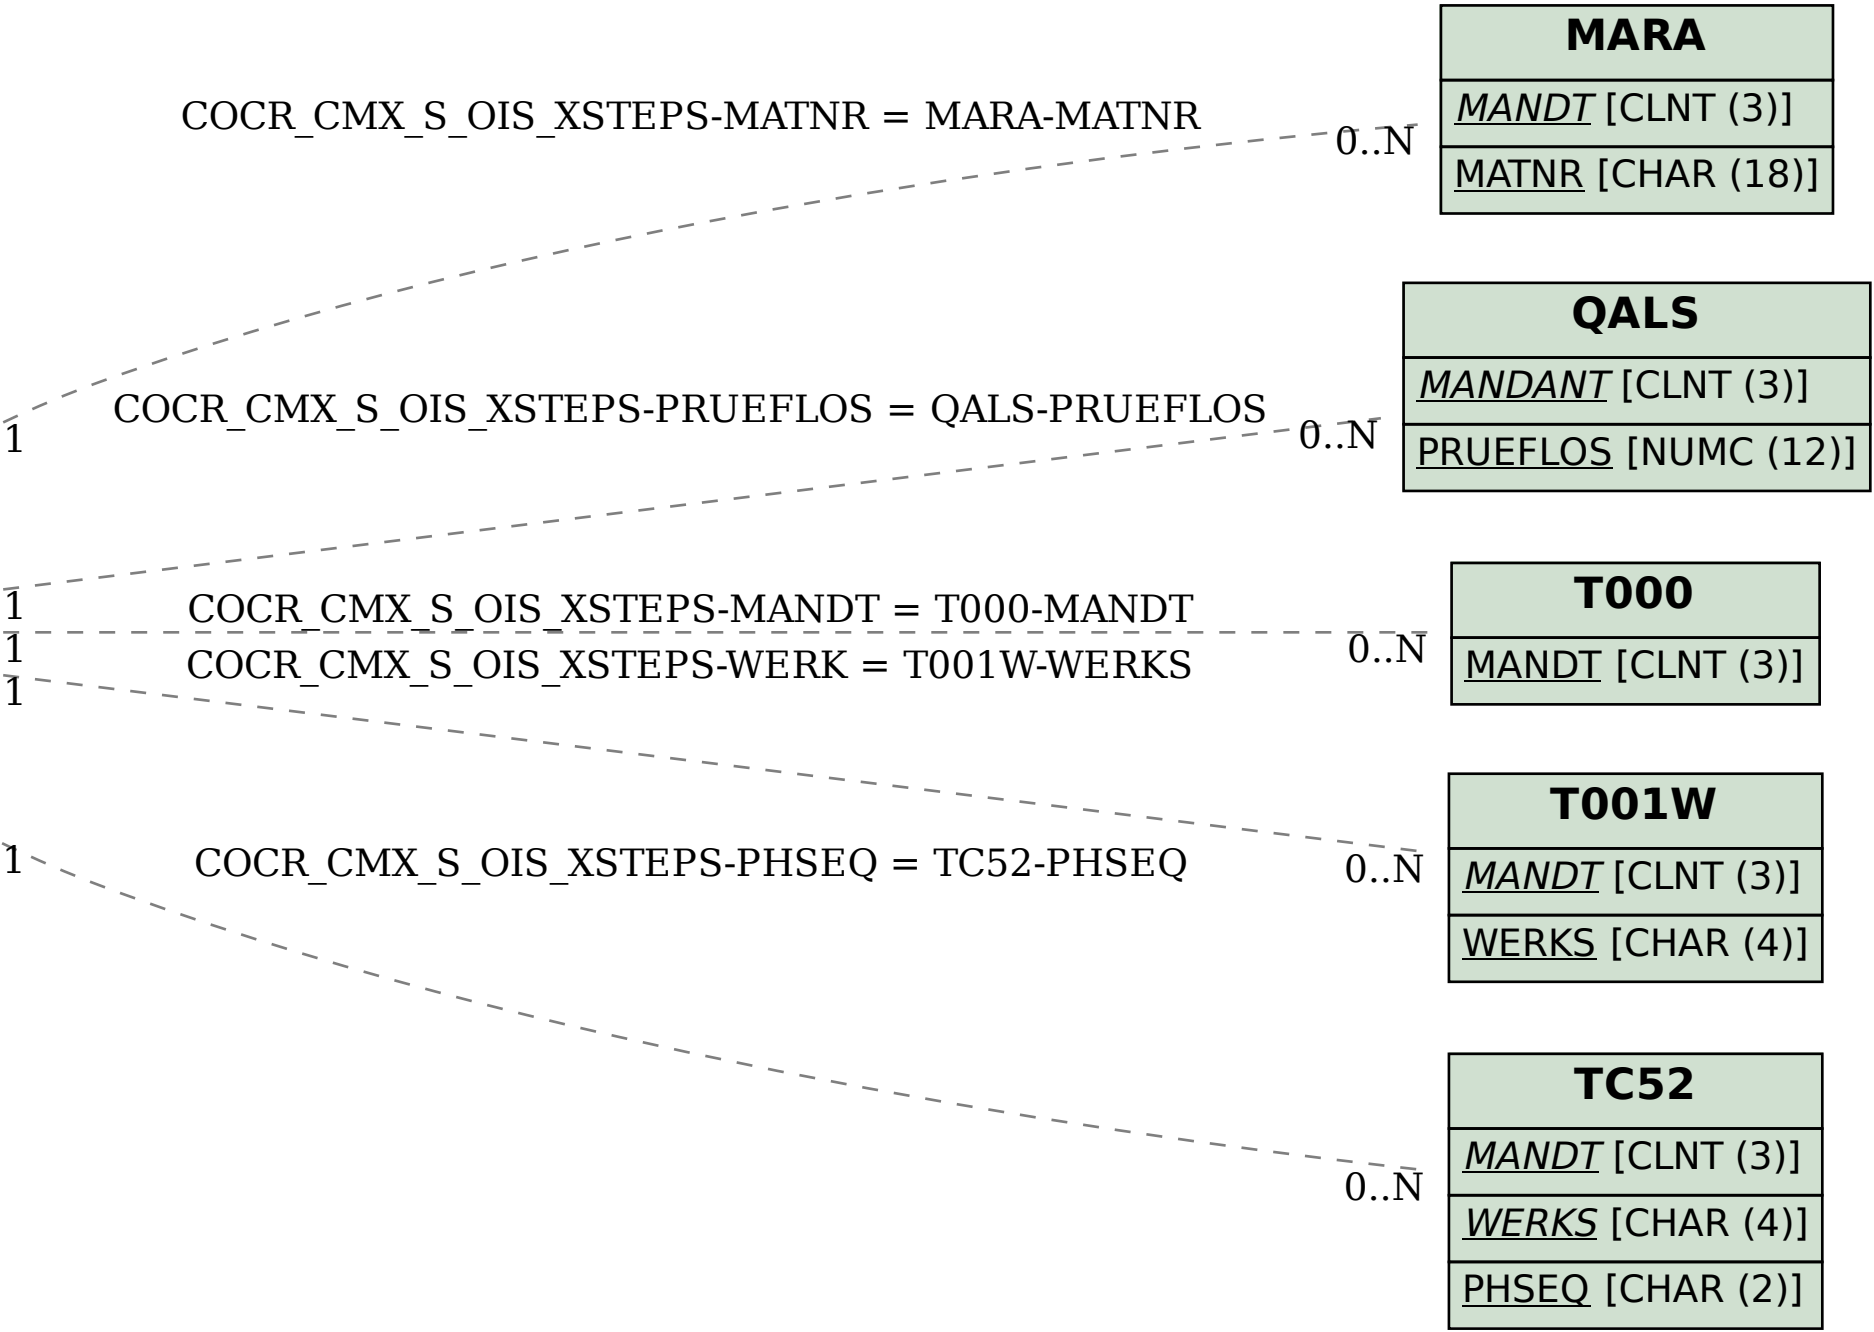 MARA
MANDT [CLNT (3)]
MATNR [CHAR (18)]
COCR_CMX_S_OIS_XSTEPS-MATNR = MARA-MATNR
0..N
1
QALS
MANDANT [CLNT (3)]
PRUEFLOS [NUMC (12)]
COCR_CMX_S_OIS_XSTEPS-PRUEFLOS = QALS-PRUEFLOS
0..N
1
T000
MANDT [CLNT (3)]
COCR_CMX_S_OIS_XSTEPS-MANDT = T000-MANDT
0..N
1
COCR_CMX_S_OIS_XSTEPS-WERK = T001W-WERKS
0..N
1
T001W
MANDT [CLNT (3)]
WERKS [CHAR (4)]
COCR_CMX_S_OIS_XSTEPS-PHSEQ = TC52-PHSEQ
0..N
1
TC52
MANDT [CLNT (3)]
WERKS [CHAR (4)]
PHSEQ [CHAR (2)]